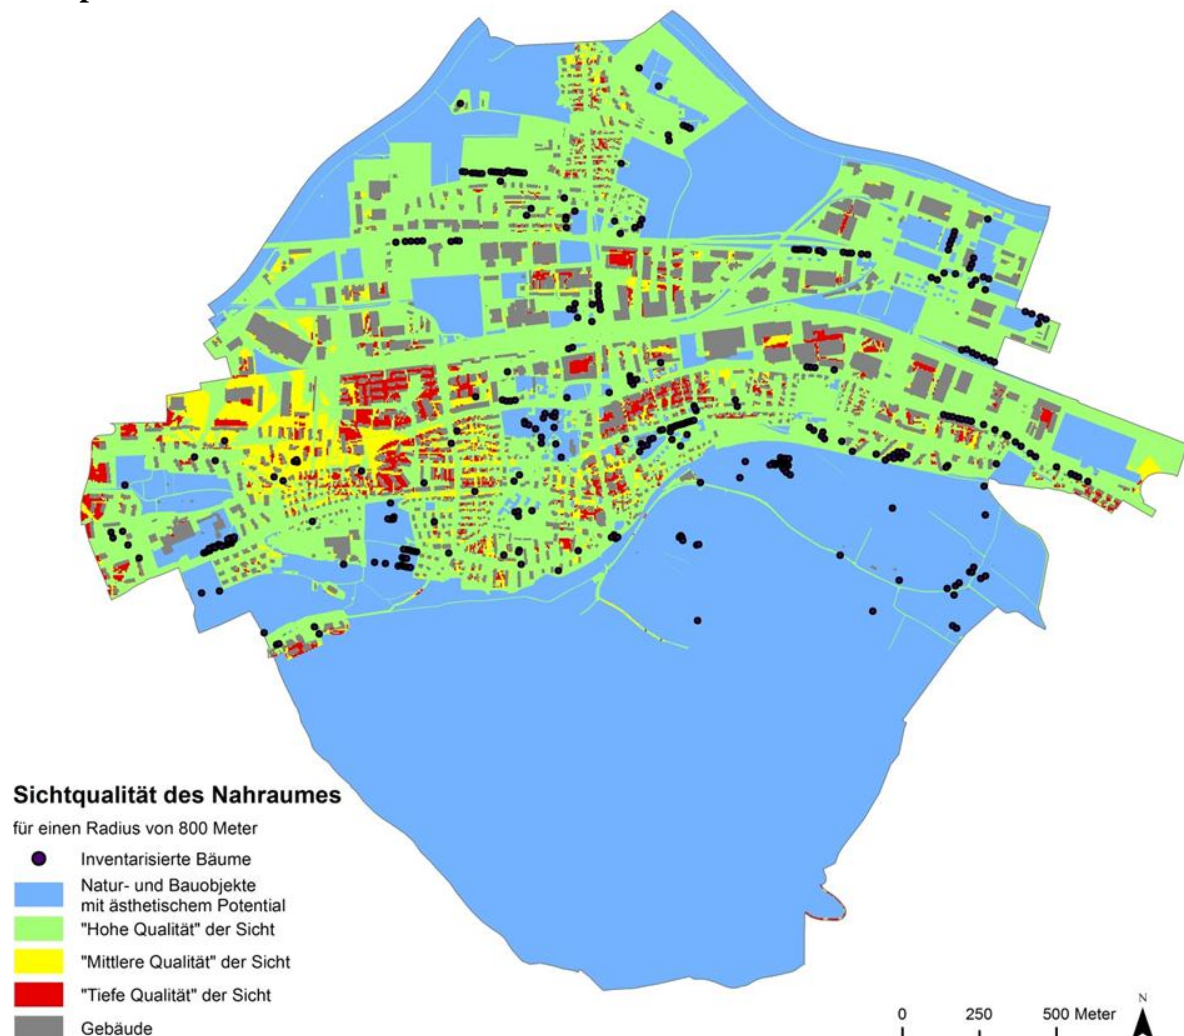 Sichtqualität des Nahraumes
für einen Radius von 800 Meter
Inventarisierte Bäume
Natur- und Bauobjekte
mit ästhetischem Potential
"Hohe Qualität" der Sicht
"Mittlere Qualität" der Sicht
"Tiefe Qualität" der Sicht
Gebäude
0 250 500 Meter
N